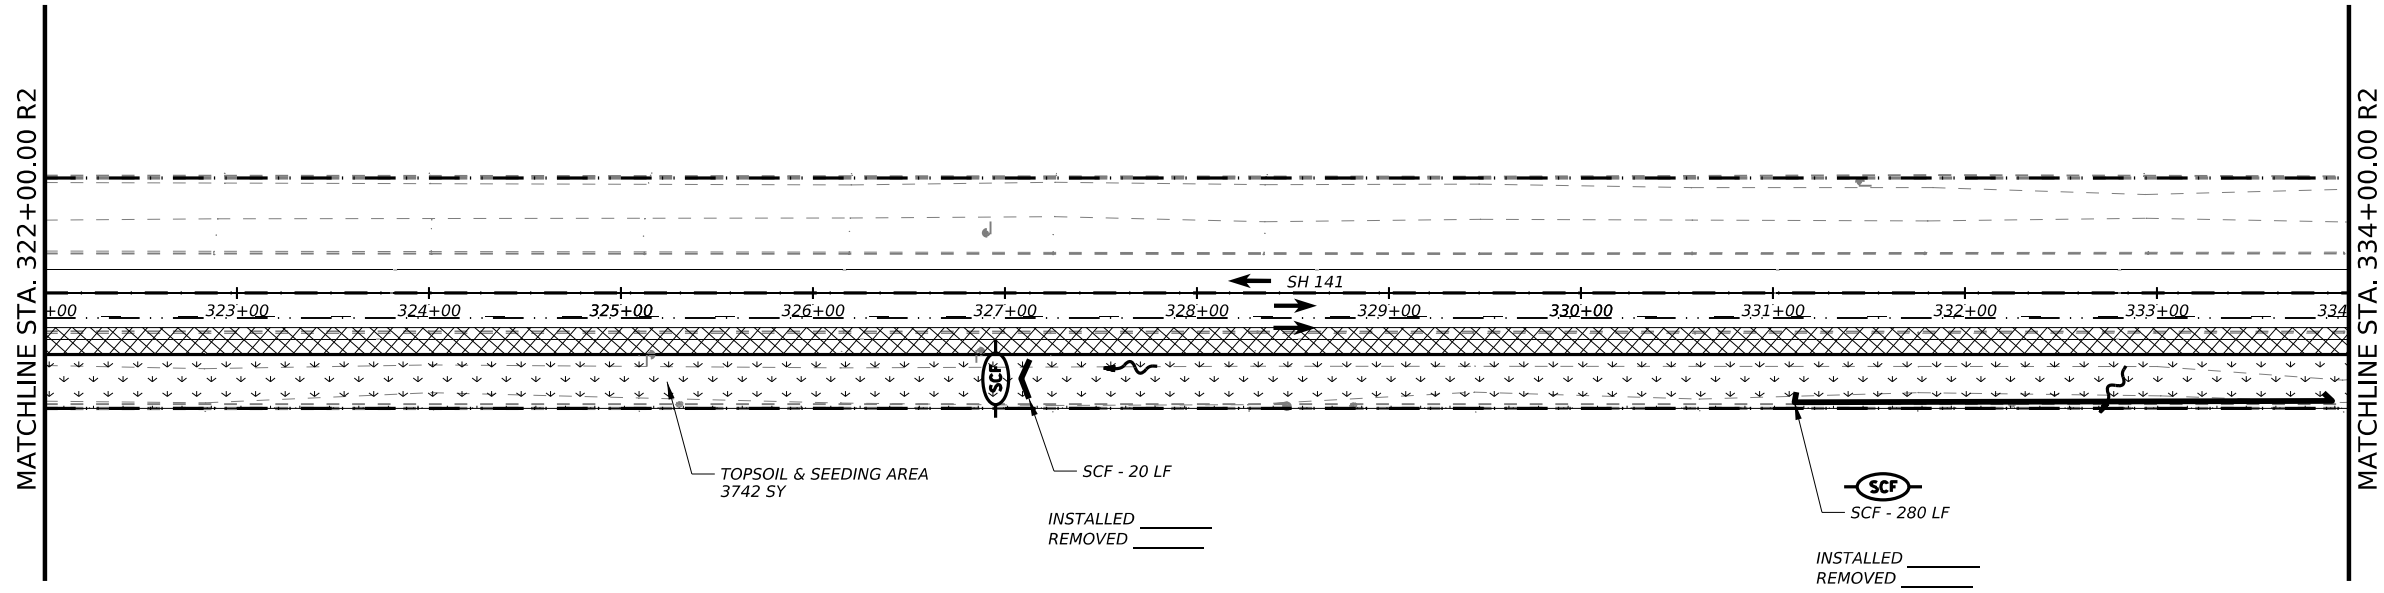 MATCHLINE STA. 322+00.00 R2
SH 141
+00 323+00 324+00 325+00 326+00 327+00 328+00 329+00 330+00 331+00 332+00 333+00 334
SCF
TOPSOIL & SEEDING AREA
3742 SY
SCF - 20 LF
INSTALLED
REMOVED
SCF
SCF - 280 LF
INSTALLED
REMOVED
MATCHLINE STA. 334+00.00 R2